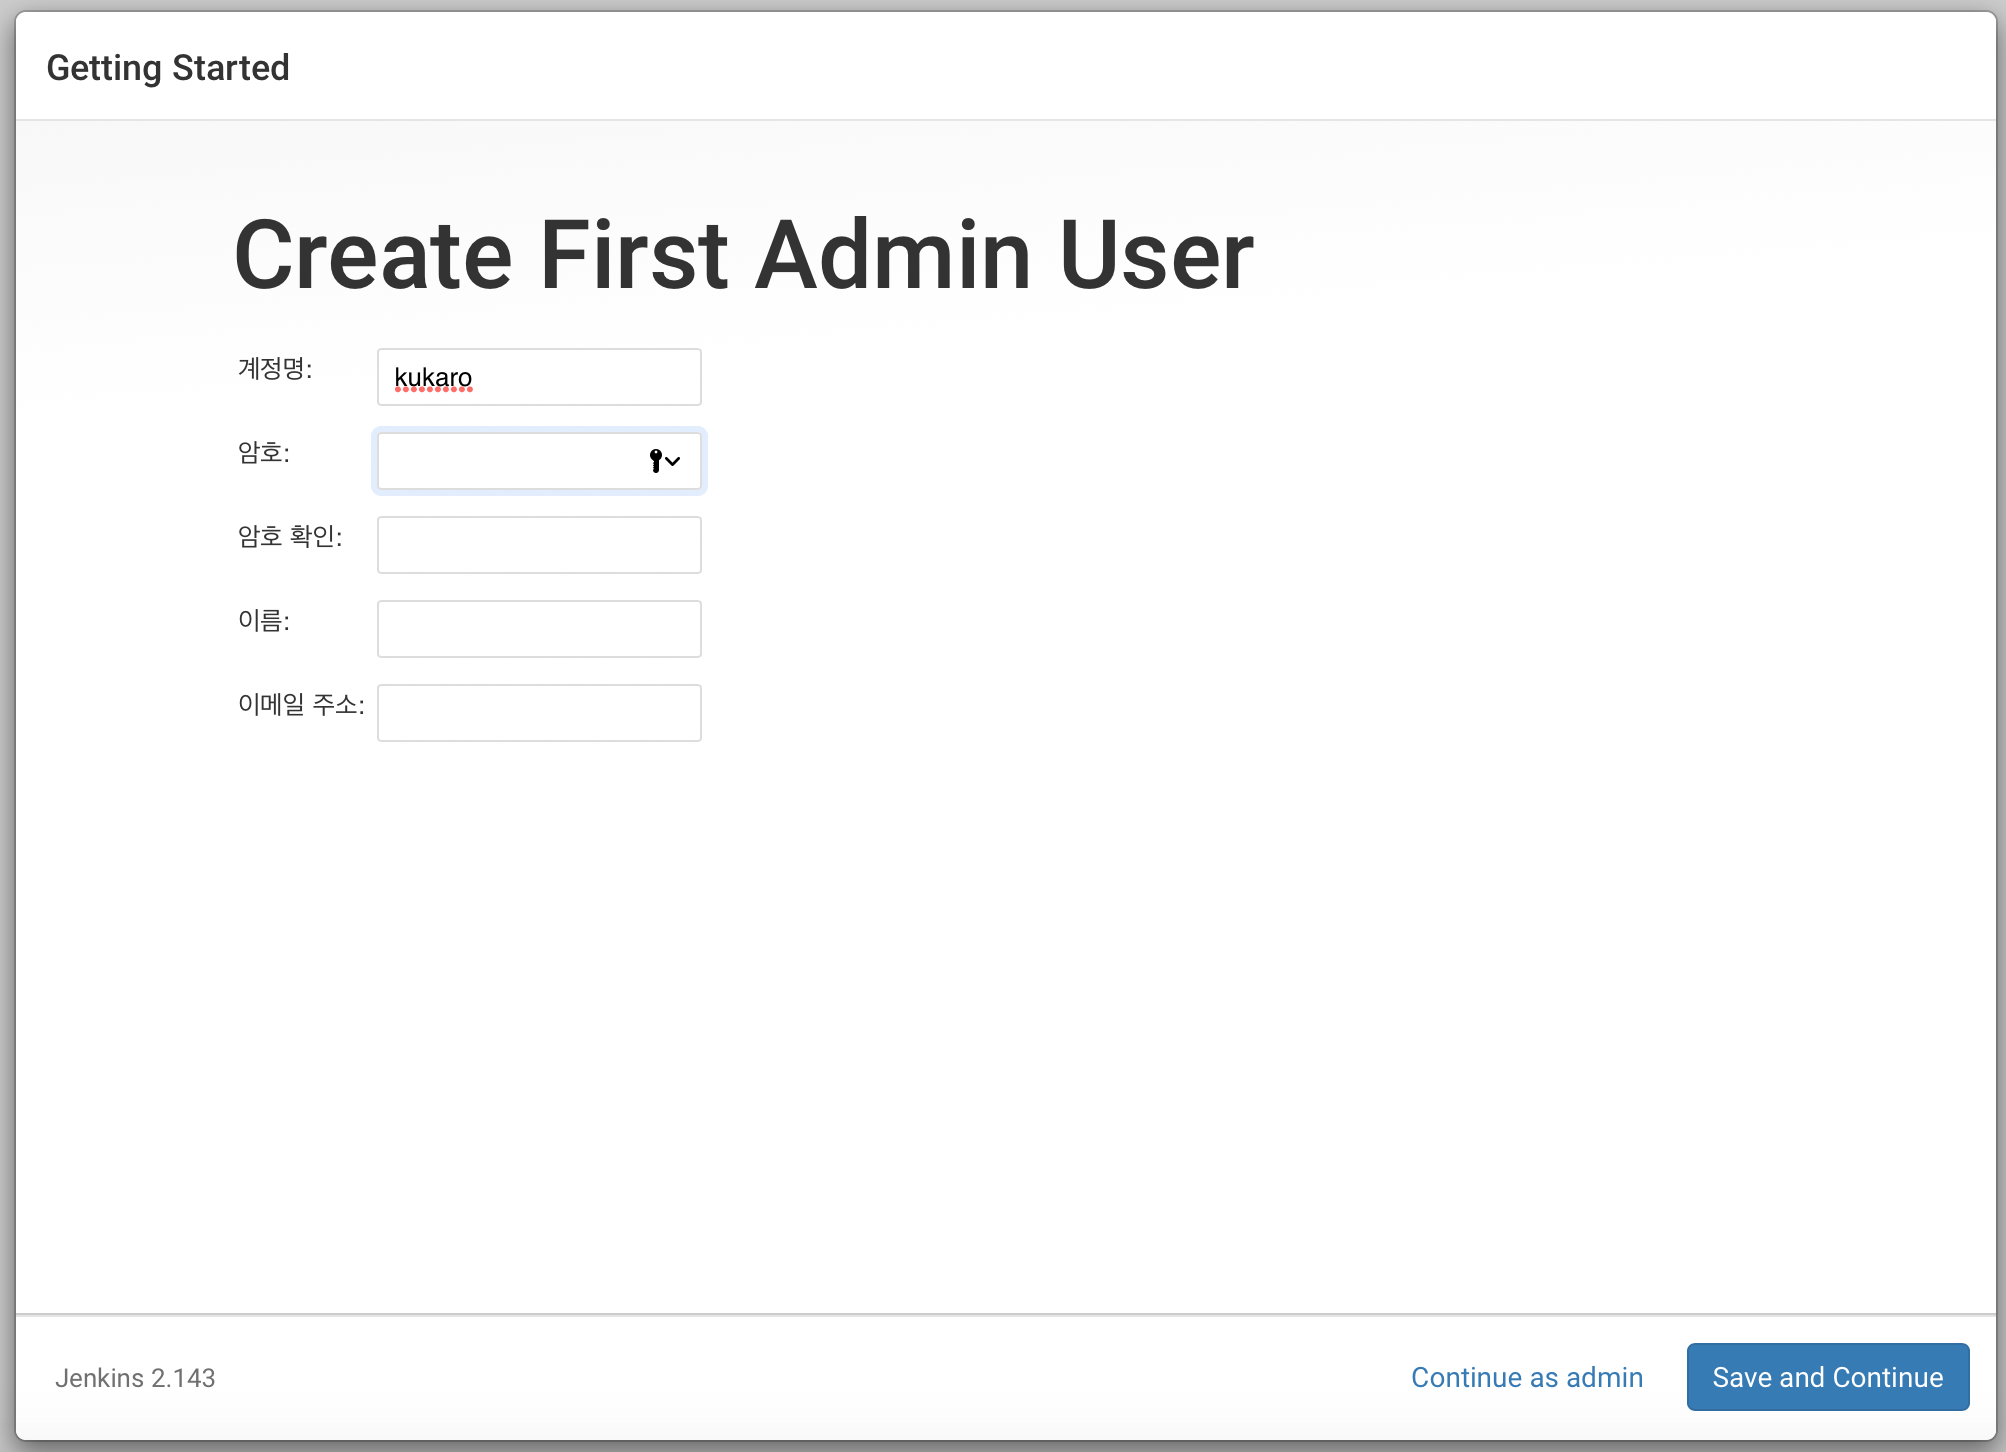 Getting Started
Create First Admin User
계정명: kukaro
암호:
암호 확인:
이름:
이메일 주소:
Jenkins 2.143 Continue as admin Save and Continue